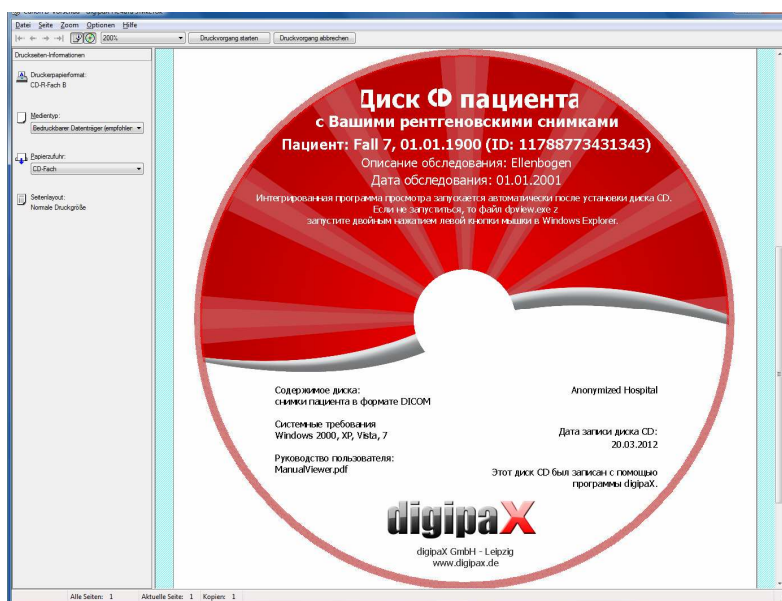 Datei Seite Zoom Optionen Hilfe
200% Druckvorgang starten Druckvorgang abbrechen
Druckseiten-Informationen
Druckerpapierformat:
CD-R-Fach B
Medientyp:
Bedruckbarer Datenträger (empfohlen
Papierzufuhr:
CD-Fach
Seitenlayout:
Normale Druckgröße
Диск CD пациента
с Вашими рентгеновскими снимками
Пациент: Fall 7, 01.01.1900 (ID: 11788773431343)
Описание обследования: Ellenbogen
Дата обследования: 01.01.2001
Интегрированная программа просмотра запускается автоматически после установки диска CD.
Если не запуститься, то файл dpview.exe z
запустите двойным нажатием левой кнопки мышки в Windows Explorer.
Содержимое диска:
снимки пациента в формате DICOM
Системные требования
Windows 2000, XP, Vista, 7
Руководство пользователя:
ManualViewer.pdf
Anonymized Hospital
Дата записи диска CD:
20.03.2012
Этот диск CD был записан с помощью
программы digipaX.
digipaX
digipaX GmbH - Leipzig
www.digipax.de
Alle Seiten: 1 Aktuelle Seite: 1 Kopien: 1